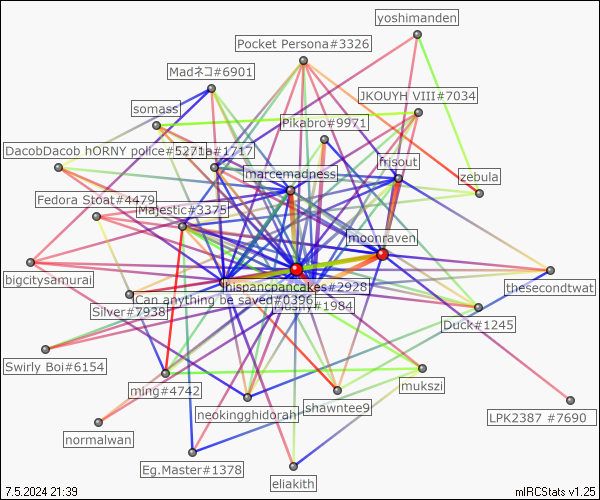 yoshimanden
Pocket Persona#3326
Madネコ#6901
JKOUYH VIII#7034
somass
Pikabro#9971
DacobDacob hORNY police#5271
#1717
frisout
marcemadness
zebula
Fedora Stoat#4479
Majestic#3375
moonraven
bigcitysamurai
hispancpancakes#2928
thesecondtwat
Can anything be saved#0396
#1984
Silver#7938
Duck#1245
Swirly Boi#6154
mukszi
ming#4742
shawntee9
neokingghidorah
LPK2387 #7690
normalwan
Eg.Master#1378
eliakith
7.5.2024 21:39
mIRCStats v1.25